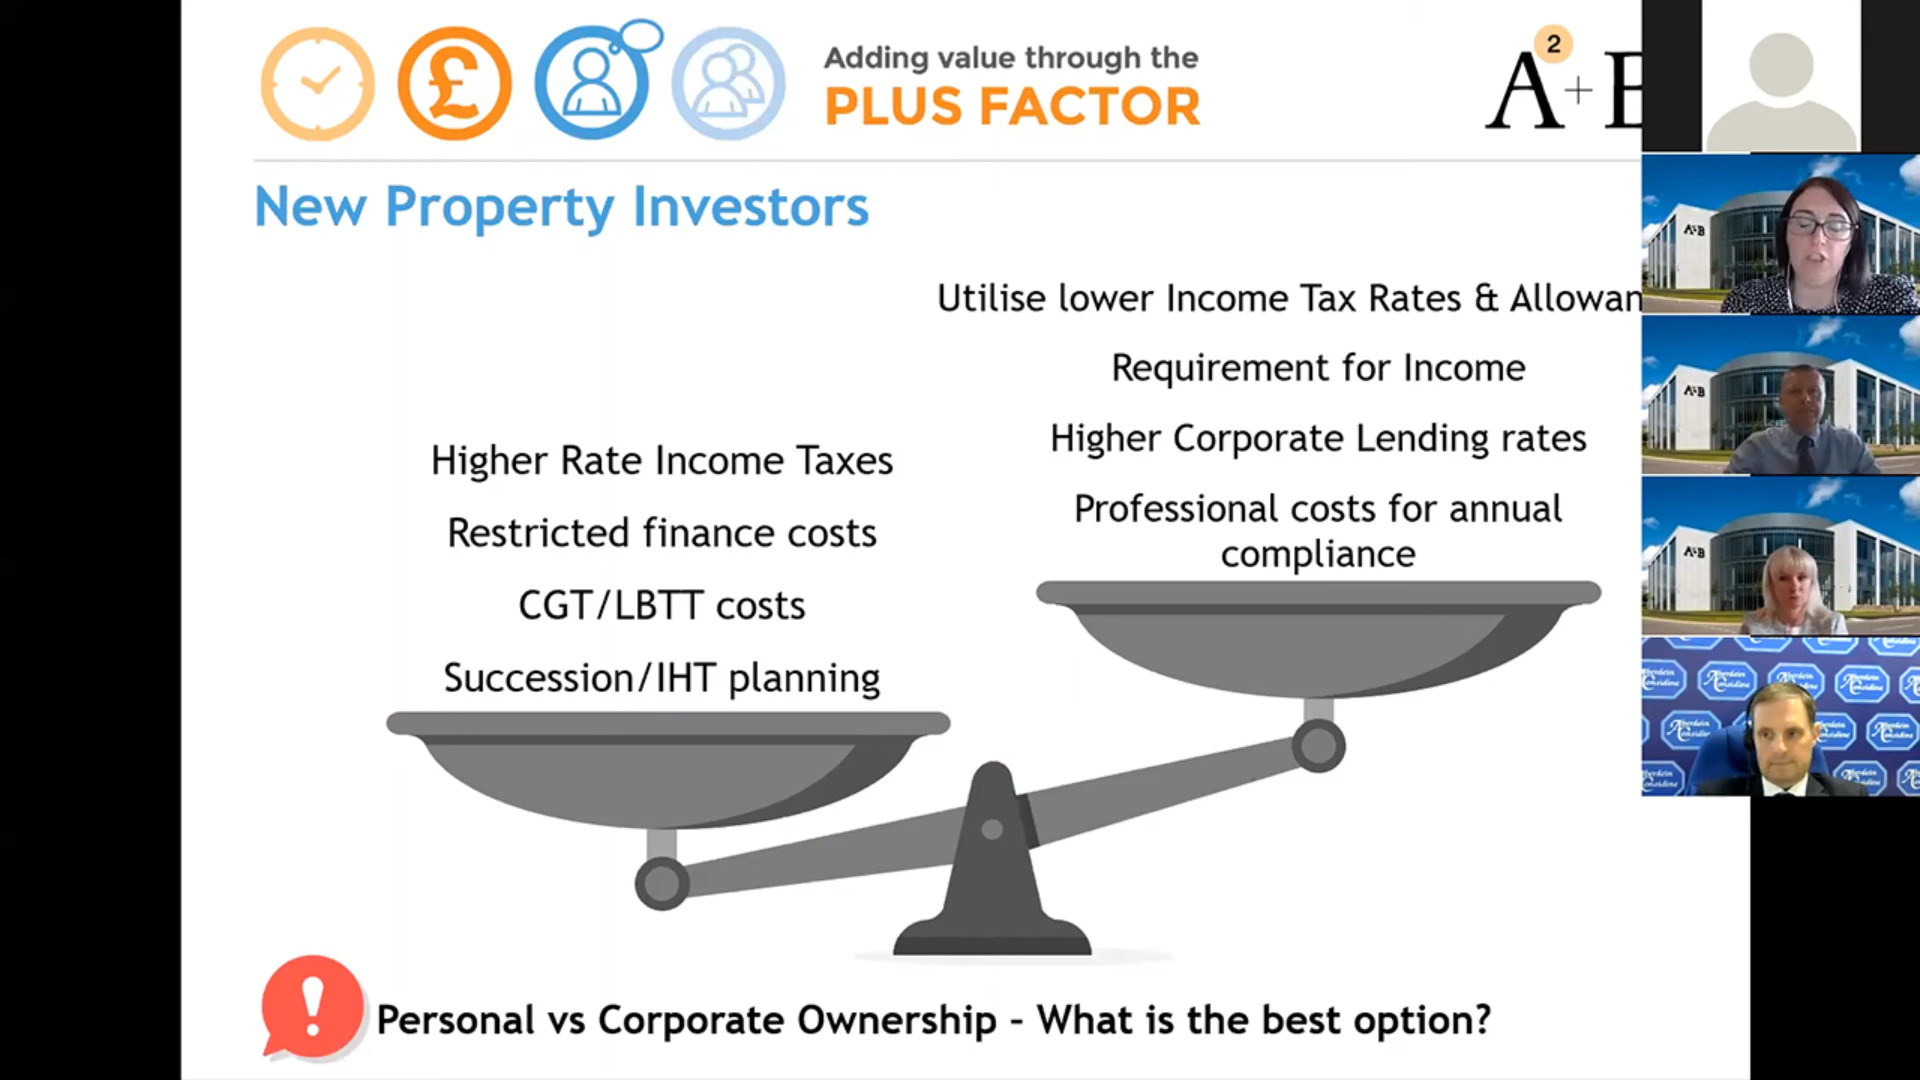 Adding value through the
PLUS FACTOR
A+B
2
New Property Investors
Utilise lower Income Tax Rates & Allowan
Requirement for Income
Higher Corporate Lending rates
Professional costs for annual
compliance
Higher Rate Income Taxes
Restricted finance costs
CGT/LBTT costs
Succession/IHT planning
Personal vs Corporate Ownership – What is the best option?
A+B
A+B
A+B
Aberdein
Considine